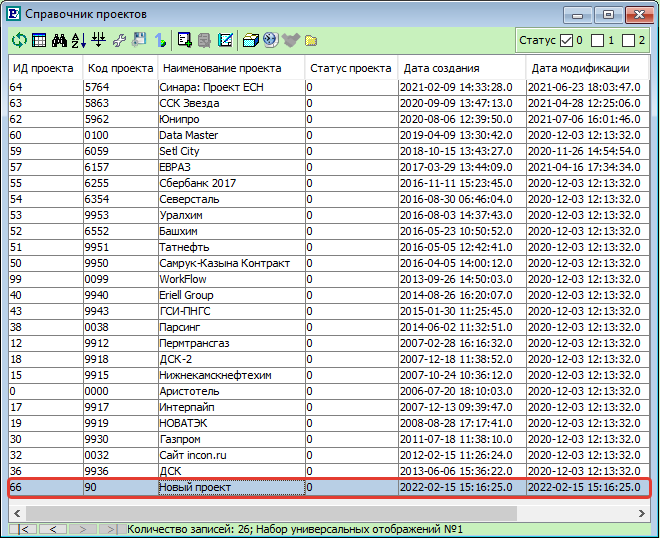 Справочник проектов
Статус 0 1 2
ИД проекта Код проекта Наименование проекта Статус проекта Дата создания Дата модификации
64 5764 Синара: Проект ЕСН 0 2021-02-09 14:33:28.0 2021-06-23 18:03:47.0
63 5863 ССК Звезда 0 2020-09-09 13:47:13.0 2021-04-28 12:25:06.0
62 5962 Юнипро 0 2020-08-06 12:39:50.0 2021-07-06 16:01:46.0
60 0100 Data Master 0 2019-04-09 13:30:42.0 2020-12-03 12:13:32.0
59 6059 Setl City 0 2018-10-15 13:43:27.0 2020-11-26 14:54:54.0
57 6157 ЕВРАЗ 0 2017-03-29 13:44:09.0 2021-04-16 17:34:34.0
55 6255 Сбербанк 2017 0 2016-11-11 15:23:45.0 2020-12-03 12:13:32.0
54 6354 Северсталь 0 2016-08-30 06:46:04.0 2020-12-03 12:13:32.0
53 9953 Уралхим 0 2016-08-03 14:37:43.0 2020-12-03 12:13:32.0
52 6552 Башхим 0 2016-05-23 10:50:52.0 2020-12-03 12:13:32.0
51 9951 Татнефть 0 2016-05-05 12:42:41.0 2020-12-03 12:13:32.0
50 9950 Самрук-Казына Контракт 0 2016-04-05 14:00:12.0 2020-12-03 12:13:32.0
99 0099 WorkFlow 0 2013-09-26 14:50:03.0 2020-12-03 12:13:32.0
40 9940 Eriell Group 0 2014-08-26 16:20:07.0 2020-12-03 12:13:32.0
43 9943 ГСИ-ПНГС 0 2015-01-30 11:25:45.0 2020-12-03 12:13:32.0
38 0038 Парсинг 0 2014-06-02 11:32:51.0 2020-12-03 12:13:32.0
12 9912 Пермтрансгаз 0 2007-02-28 16:16:32.0 2020-12-03 12:13:32.0
18 9918 ДСК-2 0 2007-12-18 11:38:52.0 2020-12-03 12:13:32.0
15 9915 Нижнекамскнефтехим 0 2007-10-24 10:36:12.0 2020-12-03 12:13:32.0
0 0000 Аристотель 0 2006-07-20 18:10:03.0 2020-12-03 12:13:32.0
17 9917 Интерпайп 0 2007-12-13 09:39:47.0 2020-12-03 12:13:32.0
19 9919 НОВАТЭК 0 2008-08-28 17:17:41.0 2020-12-03 12:13:32.0
30 9930 Газпром 0 2011-07-18 11:38:10.0 2020-12-03 12:13:32.0
32 0032 Сайт incon.ru 0 2012-02-15 11:26:24.0 2020-12-03 12:13:32.0
36 9936 ДСК 0 2013-06-06 15:36:22.0 2020-12-03 12:13:32.0
66 90 Новый проект 0 2022-02-15 15:16:25.0 2022-02-15 15:16:25.0
Количество записей: 26; Набор универсальных отображений №1